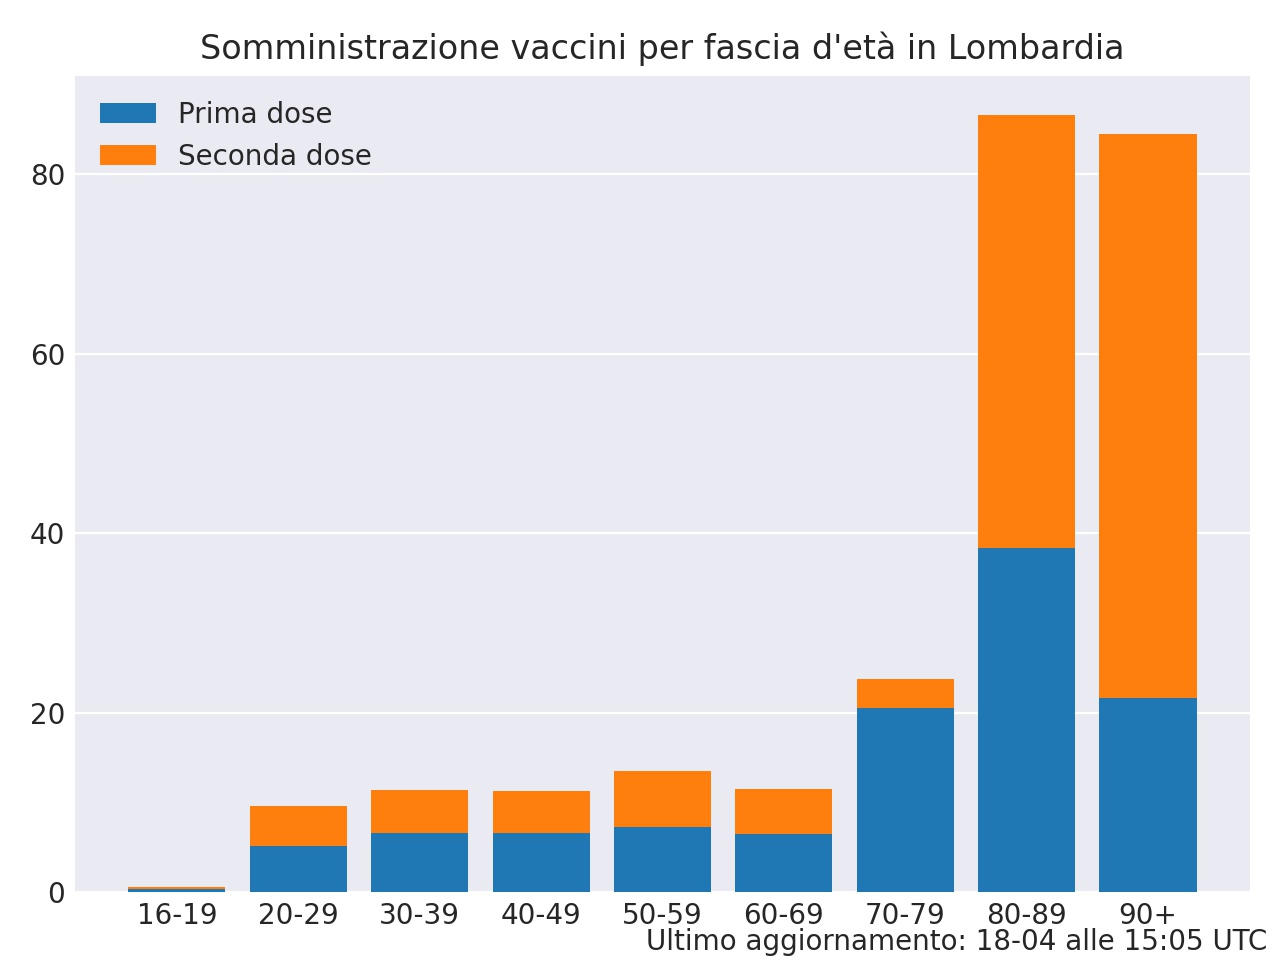 Somministrazione vaccini per fascia d'età in Lombardia
Prima dose
Seconda dose
80
60
40
20
0
16-19 20-29 30-39 40-49 50-59 60-69 70-79 80-89 90+
Ultimo aggiornamento: 18-04 alle 15:05 UTC